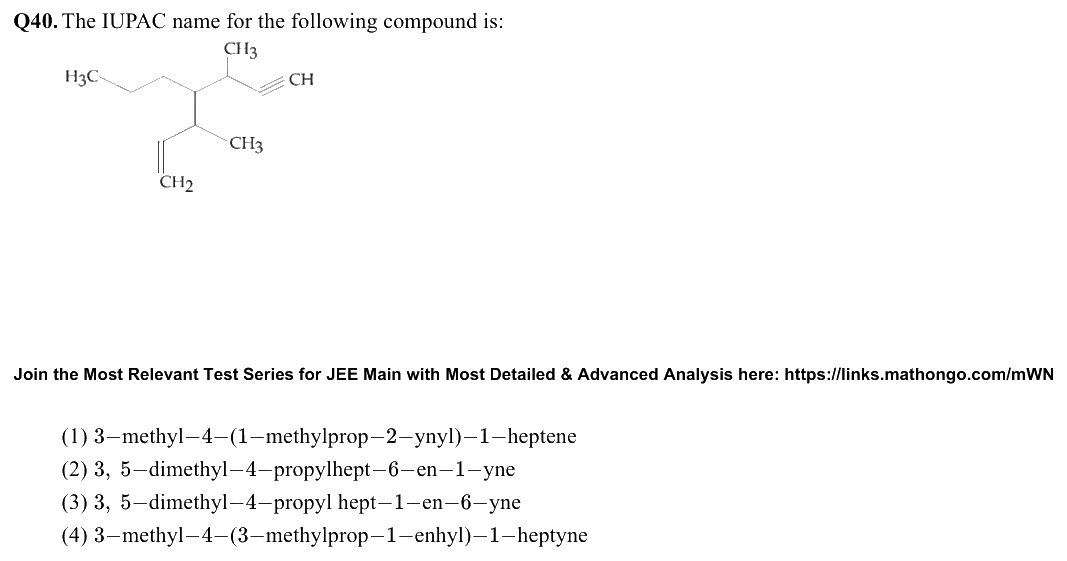 Q40. The IUPAC name for the following compound is:
CH3
H3C
CH
CH3
CH2
Join the Most Relevant Test Series for JEE Main with Most Detailed & Advanced Analysis here: https://links.mathongo.com/mWN
(1) 3−methyl−4−(1−methylprop−2−ynyl)−1−heptene
(2) 3, 5−dimethyl−4−propylhept−6−en−1−yne
(3) 3, 5−dimethyl−4−propyl hept−1−en−6−yne
(4) 3−methyl−4−(3−methylprop−1−enhyl)−1−heptyne